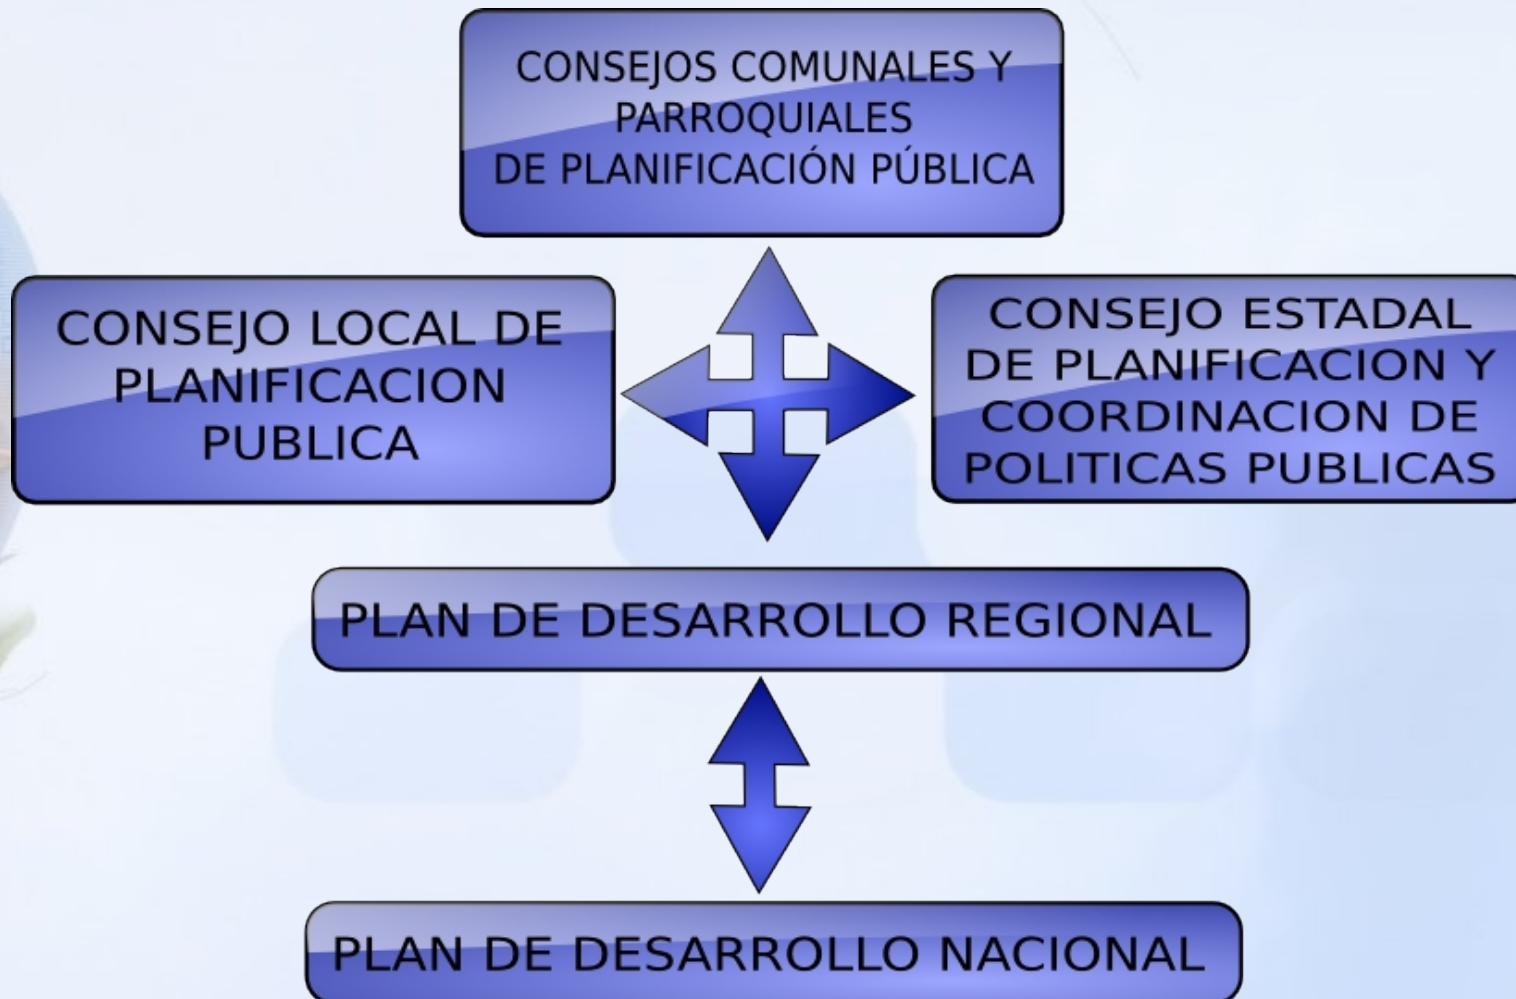 CONSEJOS COMUNALES Y
PARROQUIALES
DE PLANIFICACIÓN PÚBLICA
CONSEJO LOCAL DE
PLANIFICACION
PUBLICA
CONSEJO ESTADAL
DE PLANIFICACION Y
COORDINACION DE
POLITICAS PUBLICAS
PLAN DE DESARROLLO REGIONAL
PLAN DE DESARROLLO NACIONAL